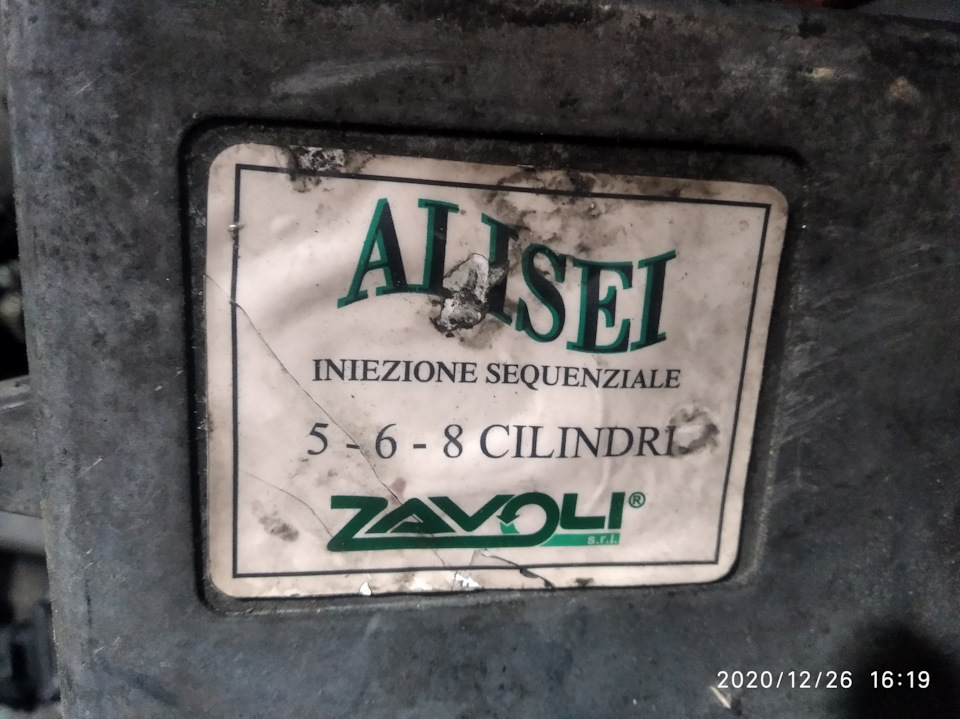 ALISEI
INIEZIONE SEQUENZIALE
5 - 6 - 8 CILINDRI
ZAVOLI®
s.r.l.
2020/12/26 16:19